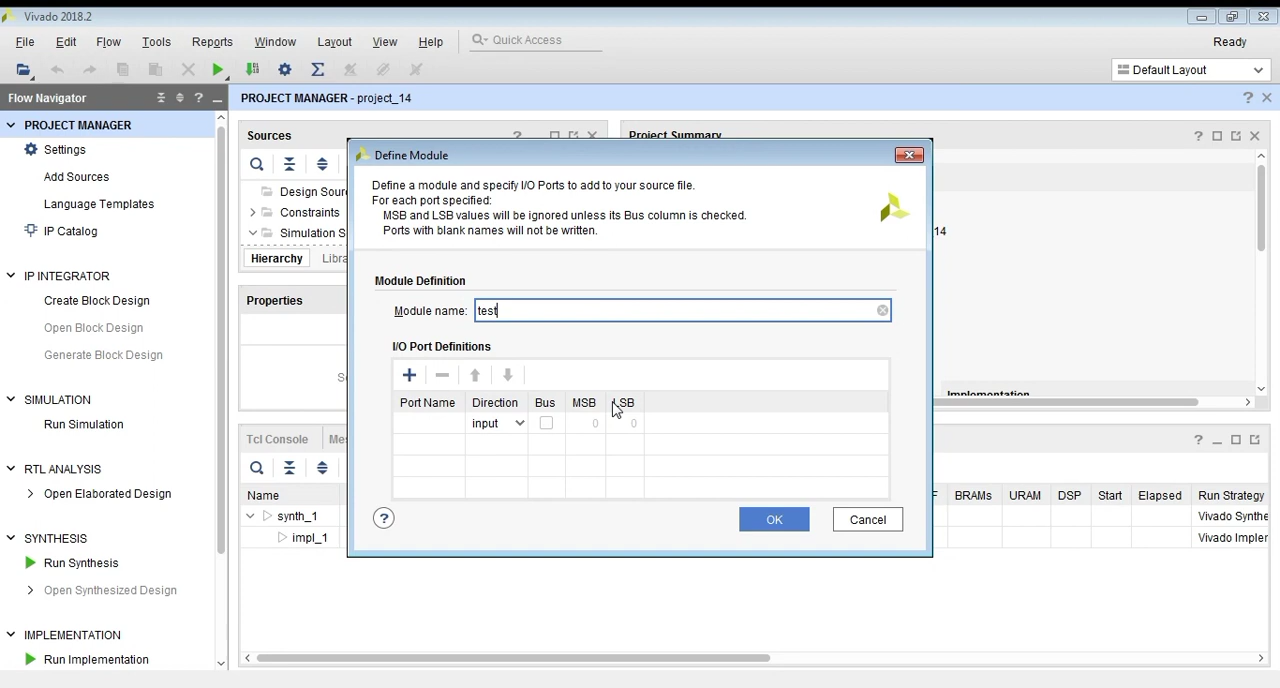 Vivado 2018.2
File Edit Flow Tools Reports Window Layout View Help Quick Access Ready
Default Layout
Flow Navigator
PROJECT MANAGER - project_14
PROJECT MANAGER
Settings
Add Sources
Language Templates
IP Catalog
IP INTEGRATOR
Create Block Design
Open Block Design
Generate Block Design
SIMULATION
Run Simulation
RTL ANALYSIS
Open Elaborated Design
SYNTHESIS
Run Synthesis
Open Synthesized Design
IMPLEMENTATION
Run Implementation
Sources
Design Sour
Constraints
Simulation S
Hierarchy Libra
Properties
Project Summary
14
Implementation
Define Module
Define a module and specify I/O Ports to add to your source file.
For each port specified:
MSB and LSB values will be ignored unless its Bus column is checked.
Ports with blank names will not be written.
Module Definition
Module name: test
I/O Port Definitions
Port Name Direction Bus MSB LSB
input 0 0
OK Cancel
Tcl Console Mes
Name BRAMs URAM DSP Start Elapsed Run Strategy
synth_1 Vivado Synthe
impl_1 Vivado Impler